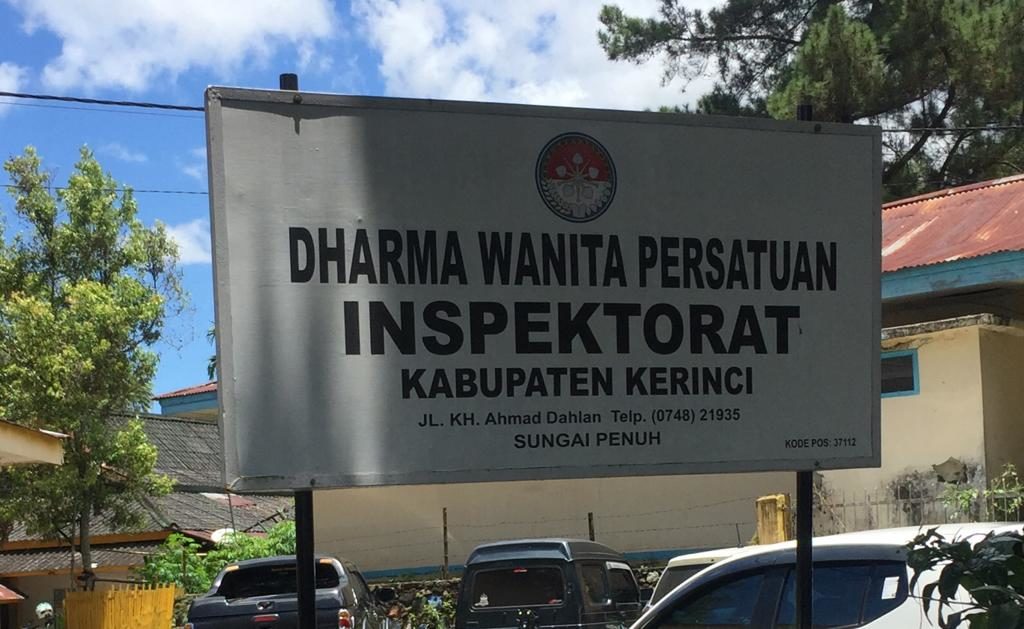 DHARMA WANITA PERSATUAN
INSPEKTORAT
KABUPATEN KERINCI
JL. KH. Ahmad Dahlan Telp. (0748) 21935
SUNGAI PENUH
KODE POS: 37112